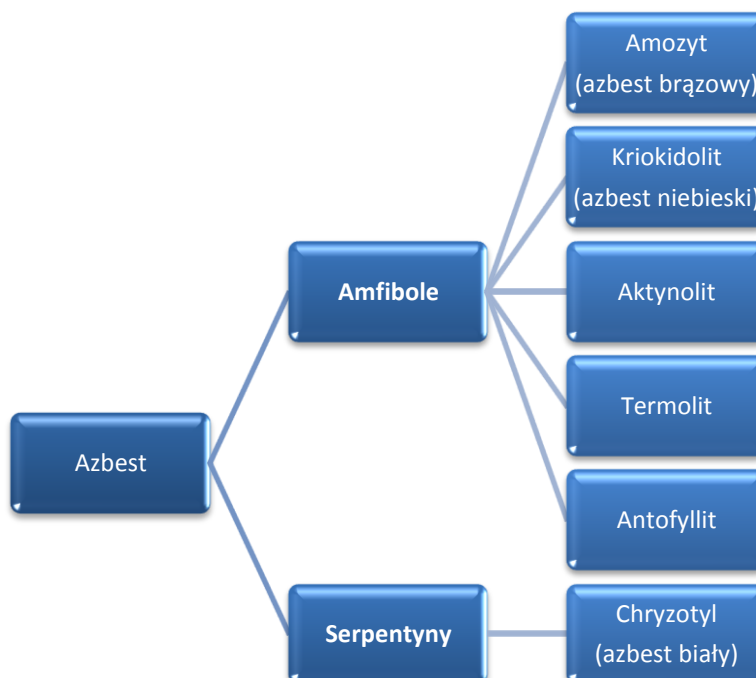 Azbest
Amfibole
Amozyt
(azbest brązowy)
Kriokidolit
(azbest niebieski)
Aktynolit
Termolit
Antofyllit
Serpentyny
Chryzotyl
(azbest biały)